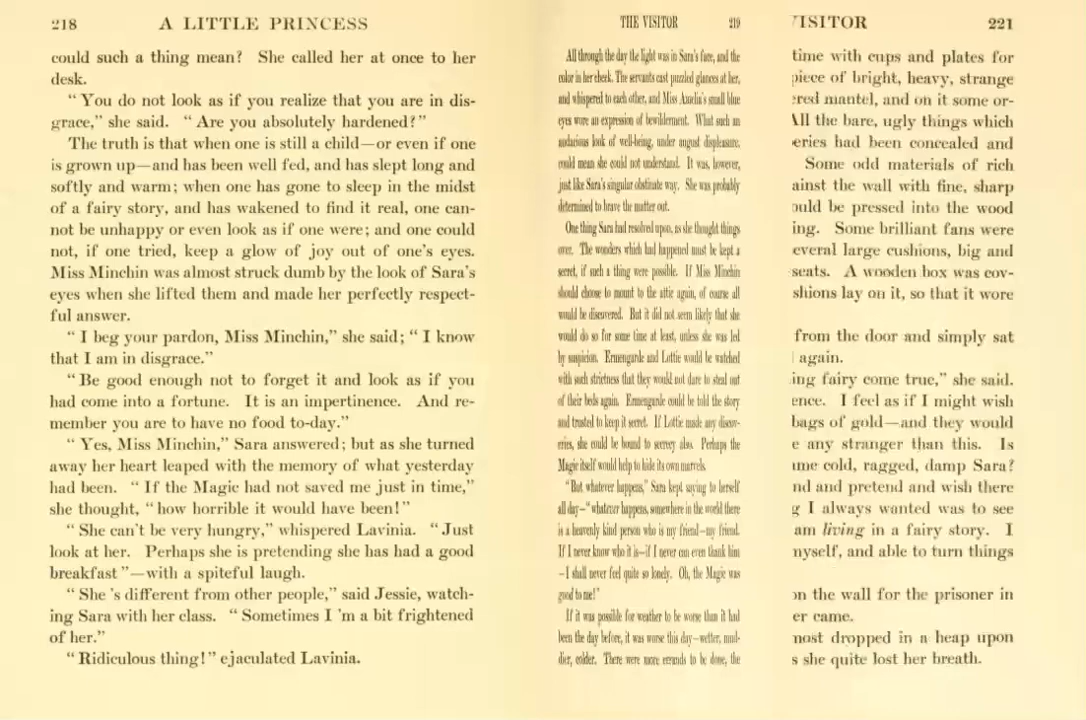 218 A LITTLE PRINCESS
could such a thing mean? She called her at once to her
desk.
“ You do not look as if you realize that you are in dis-
grace,” she said. “ Are you absolutely hardened?”
The truth is that when one is still a child—or even if one
is grown up—and has been well fed, and has slept long and
softly and warm; when one has gone to sleep in the midst
of a fairy story, and has wakened to find it real, one can-
not be unhappy or even look as if one were; and one could
not, if one tried, keep a glow of joy out of one's eyes.
Miss Minchin was almost struck dumb by the look of Sara's
eyes when she lifted them and made her perfectly respect-
ful answer.
“ I beg your pardon, Miss Minchin,” she said; “ I know
that I am in disgrace.”
“ Be good enough not to forget it and look as if you
had come into a fortune. It is an impertinence. And re-
member you are to have no food to-day.”
“ Yes, Miss Minchin,” Sara answered; but as she turned
away her heart leaped with the memory of what yesterday
had been. “ If the Magic had not saved me just in time,”
she thought, “ how horrible it would have been!”
“ She can't be very hungry,” whispered Lavinia. “ Just
look at her. Perhaps she is pretending she has had a good
breakfast ”—with a spiteful laugh.
“ She 's different from other people,” said Jessie, watch-
ing Sara with her class. “ Sometimes I 'm a bit frightened
of her.”
“ Ridiculous thing!” ejaculated Lavinia.
THE VISITOR 219
All through the day the light was in Sara's face, and the
color in her cheek. The servants cast puzzled glances at her,
and whispered to each other, and Miss Amelia's small blue
eyes wore an expression of bewilderment. What such an
audacious look of well-being, under august displeasure,
could mean she could not understand. It was, however,
just like Sara's singular obstinate way. She was probably
determined to brave the matter out.
One thing Sara had resolved upon, as she thought things
over. The wonders which had happened must be kept a
secret, if such a thing were possible. If Miss Minchin
should choose to mount to the attic again, of course all
would be discovered. But it did not seem likely that she
would do so for some time at least, unless she was led
by suspicion. Ermengarde and Lottie would be watched
with such strictness that they would not dare to steal out
of their beds again. Ermengarde could be told the story
and trusted to keep it secret. If Lottie made any discov-
eries, she could be bound to secrecy also. Perhaps the
Magic itself would help to hide its own marvels.
“But whatever happens,” Sara kept saying to herself
all day—“whatever happens, somewhere in the world there
is a heavenly kind person who is my friend—my friend.
If I never know who it is—if I never can even thank him
—I shall never feel quite so lonely. Oh, the Magic was
good to me!”
If it was possible for weather to be worse than it had
been the day before, it was worse this day—wetter, mud-
dier, colder. There were more errands to be done, the
VISITOR 221
time with cups and plates for
piece of bright, heavy, strange
red mantel, and on it some or-
All the bare, ugly things which
eries had been concealed and
Some odd materials of rich
ainst the wall with fine, sharp
ould be pressed into the wood
ing. Some brilliant fans were
everal large cushions, big and
seats. A wooden box was cov-
shions lay on it, so that it wore
from the door and simply sat
again.
ing fairy come true,” she said.
ence. I feel as if I might wish
bags of gold—and they would
e any stranger than this. Is
ume cold, ragged, damp Sara?
nd and pretend and wish there
g I always wanted was to see
am living in a fairy story. I
nyself, and able to turn things
on the wall for the prisoner in
er came.
nost dropped in a heap upon
s she quite lost her breath.